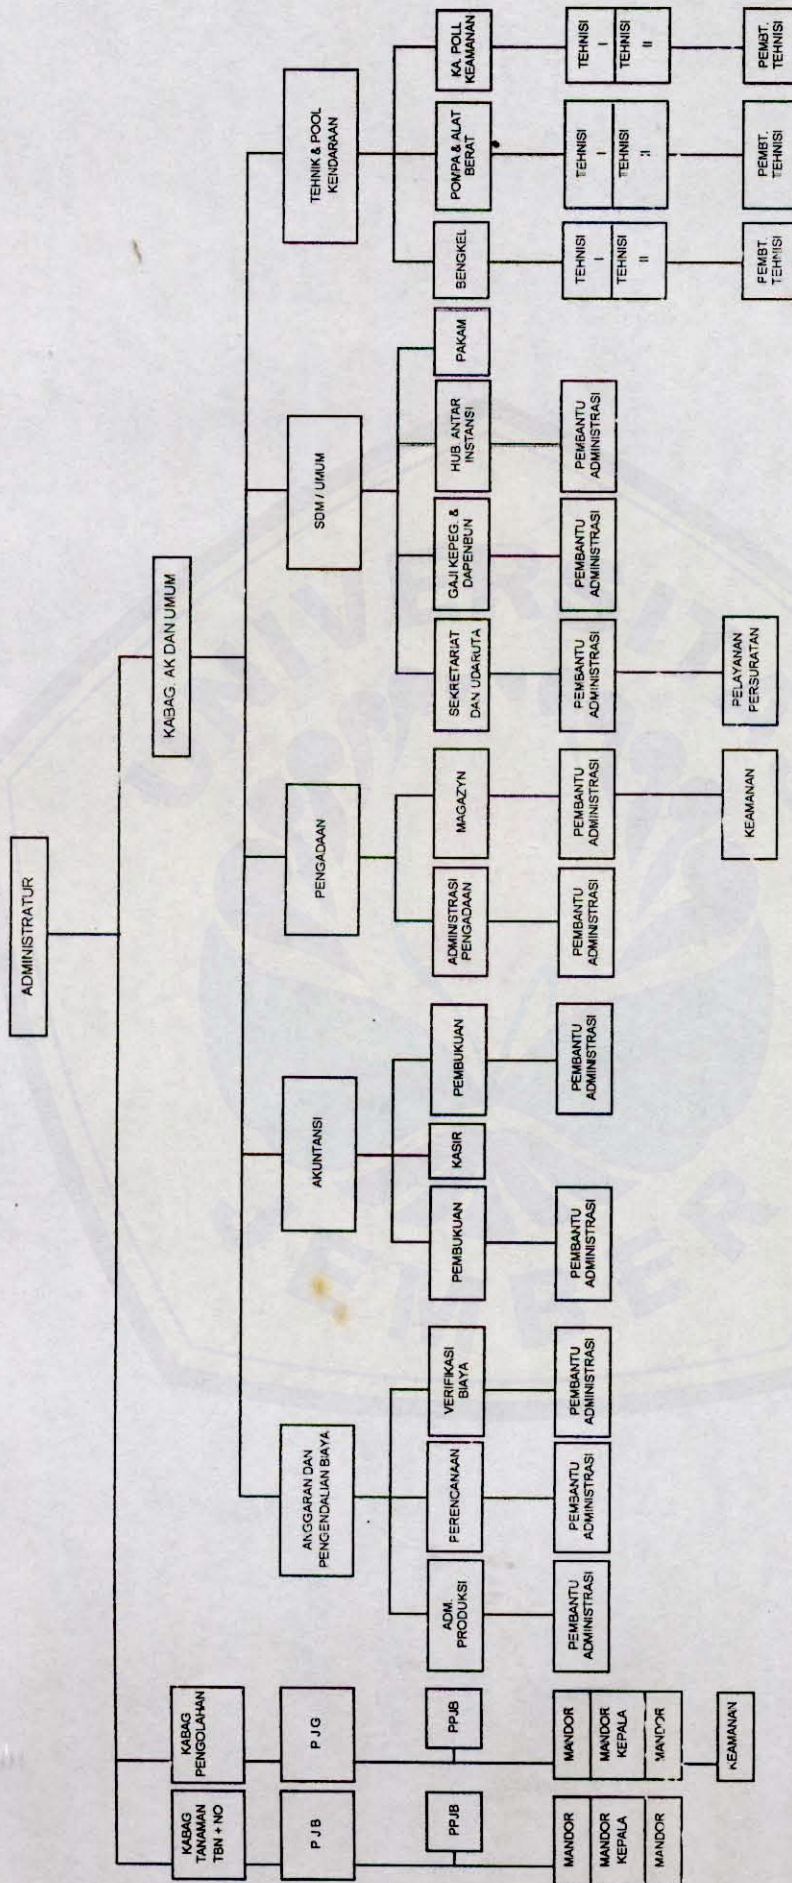 ADMINISTRATUR
KABAG
TANAMAN
TBN + NO
KABAG
PENGOLAHAN
KABAG. AK DAN UMUM
P J B
P J G
ANGGARAN DAN
PENGENDALIAN BIAYA
AKUNTANSI
PENGADAAN
SDM / UMUM
TEHNIK & POOL
KENDARAAN
PPJB
PPJB
ADM.
PRODUKSI
PERENCANAAN
VERIFIKASI
BIAYA
PEMBUKUAN
KASIR
PEMBUKUAN
ADMINISTRASI
PENGADAAN
MAGAZYN
SEKRETARIAT
DAN UDARUTA
GAJI KEPEG. &
DAPENBUN
HUB. ANTAR
INSTANSI
PAKAM
BENGKEL
POMPA & ALAT
BERAT
KA. POLL
KEAMANAN
MANDOR
MANDOR
KEPALA
MANDOR
MANDOR
MANDOR
KEPALA
MANDOR
PEMBANTU
ADMINISTRASI
PEMBANTU
ADMINISTRASI
PEMBANTU
ADMINISTRASI
PEMBANTU
ADMINISTRASI
PEMBANTU
ADMINISTRASI
PEMBANTU
ADMINISTRASI
PEMBANTU
ADMINISTRASI
PEMBANTU
ADMINISTRASI
PEMBANTU
ADMINISTRASI
PEMBANTU
ADMINISTRASI
TEHNISI
I
TEHNISI
II
TEHNISI
I
TEHNISI
II
TEHNISI
I
TEHNISI
II
KEAMANAN
KEAMANAN
PELAYANAN
PERSURATAN
PEMBT.
TEHNISI
PEMBT.
TEHNISI
PEMBT.
TEHNISI
UNIVERSIT
JEMBER